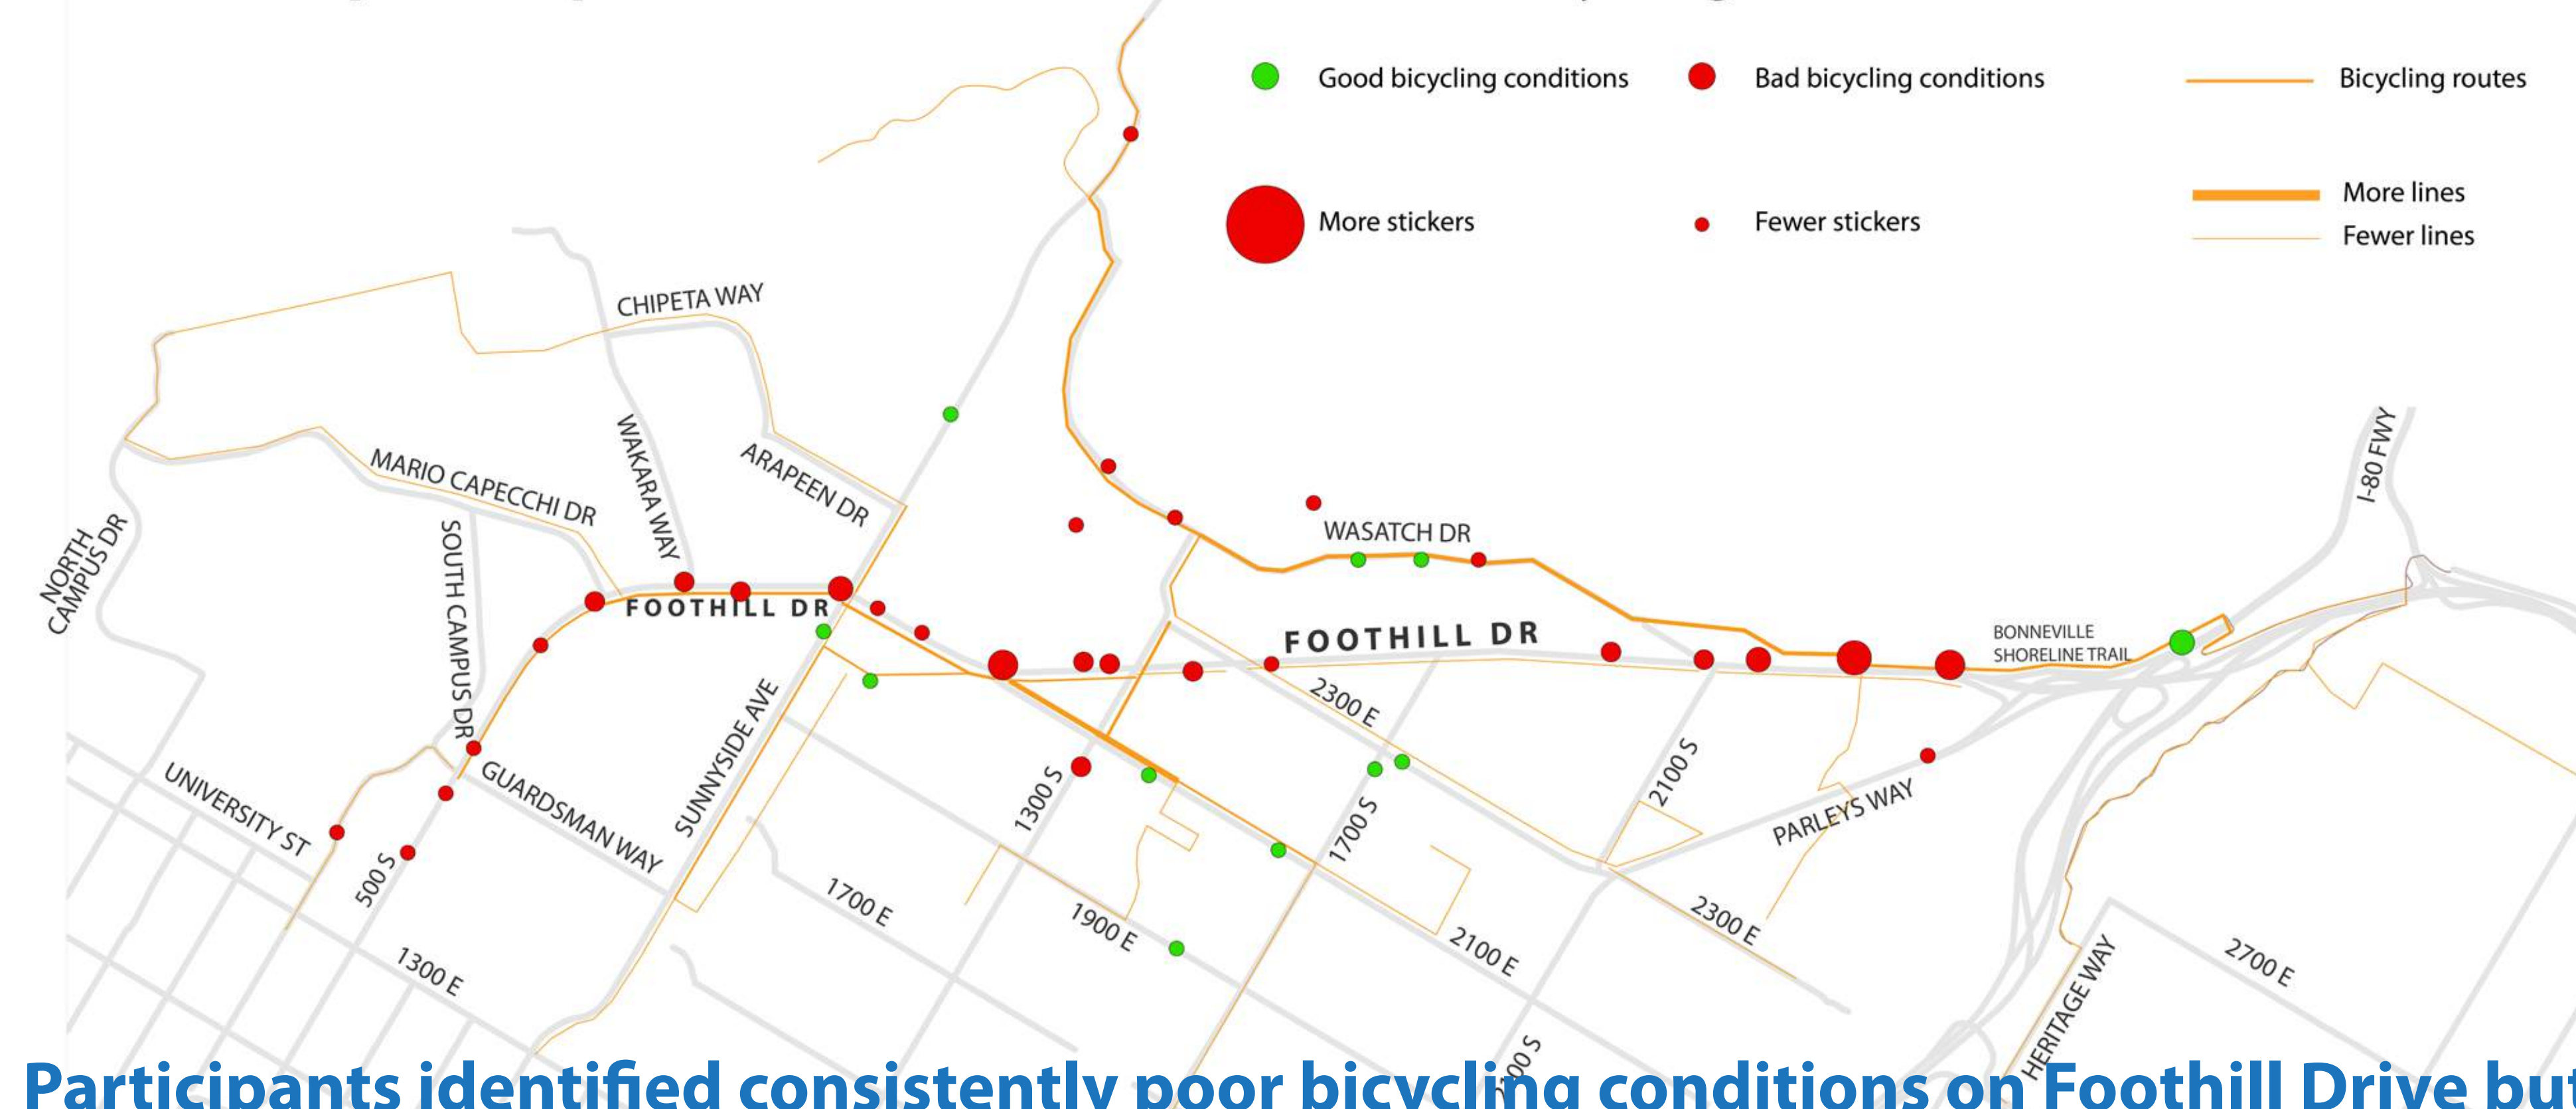 Good bicycling conditions
Bad bicycling conditions
Bicycling routes
More stickers
Fewer stickers
More lines
Fewer lines
CHIPETA WAY
WAKARA WAY
ARAPEEN DR
MARIO CAPECCHI DR
SOUTH CAMPUS DR
NORTH
CAMPUS DR
FOOTHILL DR
WASATCH DR
FOOTHILL DR
I-80 FWY
BONNEVILLE
SHORELINE TRAIL
2300 E
SUNNYSIDE AVE
GUARDSMAN WAY
UNIVERSITY ST
500 S
1300 E
1300 S
1700 S
2100 S
PARLEYS WAY
1700 E
1900 E
2100 E
2300 E
2700 E
HERITAGE WAY
Participants identified consistently poor bicycling conditions on Foothill Drive but